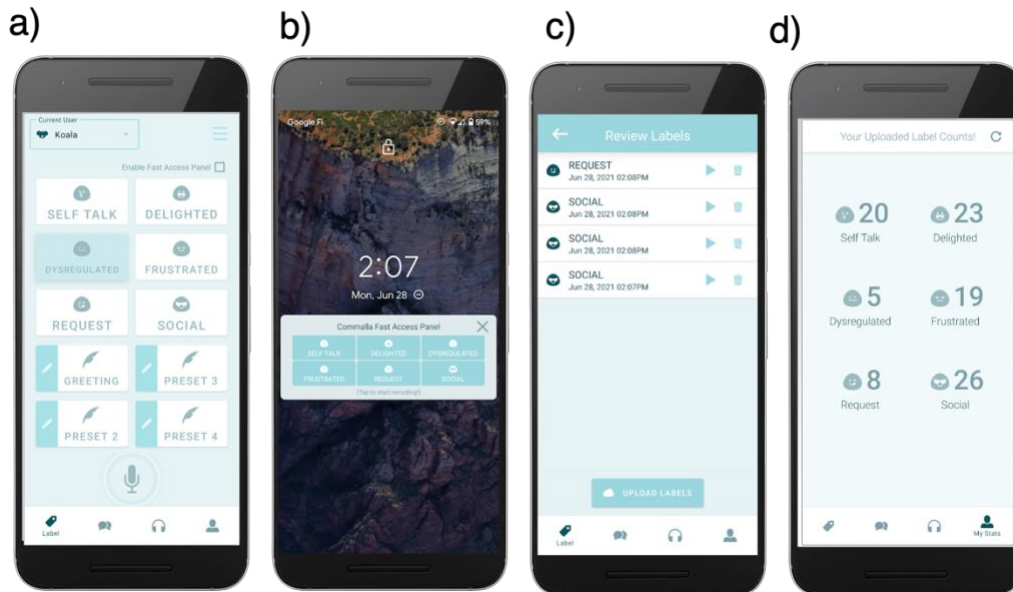 a)
b)
c)
d)
Current User
Koala
Enable Fast Access Panel
SELF TALK
DELIGHTED
DYSREGULATED
FRUSTRATED
REQUEST
SOCIAL
GREETING
PRESET 3
PRESET 2
PRESET 4
Label
Google Fi
59%
2:07
Mon, Jun 28
Commalla Fast Access Panel
SELF TALK
DELIGHTED
DYSREGULATED
FRUSTRATED
REQUEST
SOCIAL
(Tap to start recording!)
Review Labels
REQUEST
Jun 28, 2021 02:08PM
SOCIAL
Jun 28, 2021 02:08PM
SOCIAL
Jun 28, 2021 02:08PM
SOCIAL
Jun 28, 2021 02:07PM
UPLOAD LABELS
Label
Your Uploaded Label Counts!
20
Self Talk
23
Delighted
5
Dysregulated
19
Frustrated
8
Request
26
Social
My Stats